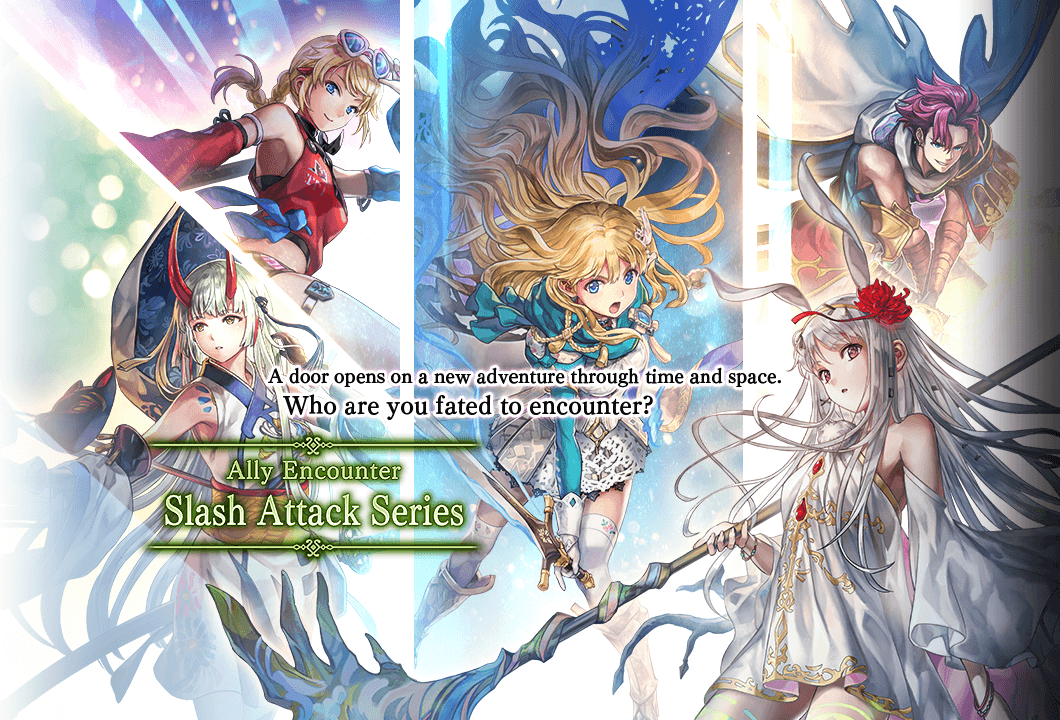 A door opens on a new adventure through time and space.
Who are you fated to encounter?
Ally Encounter
Slash Attack Series